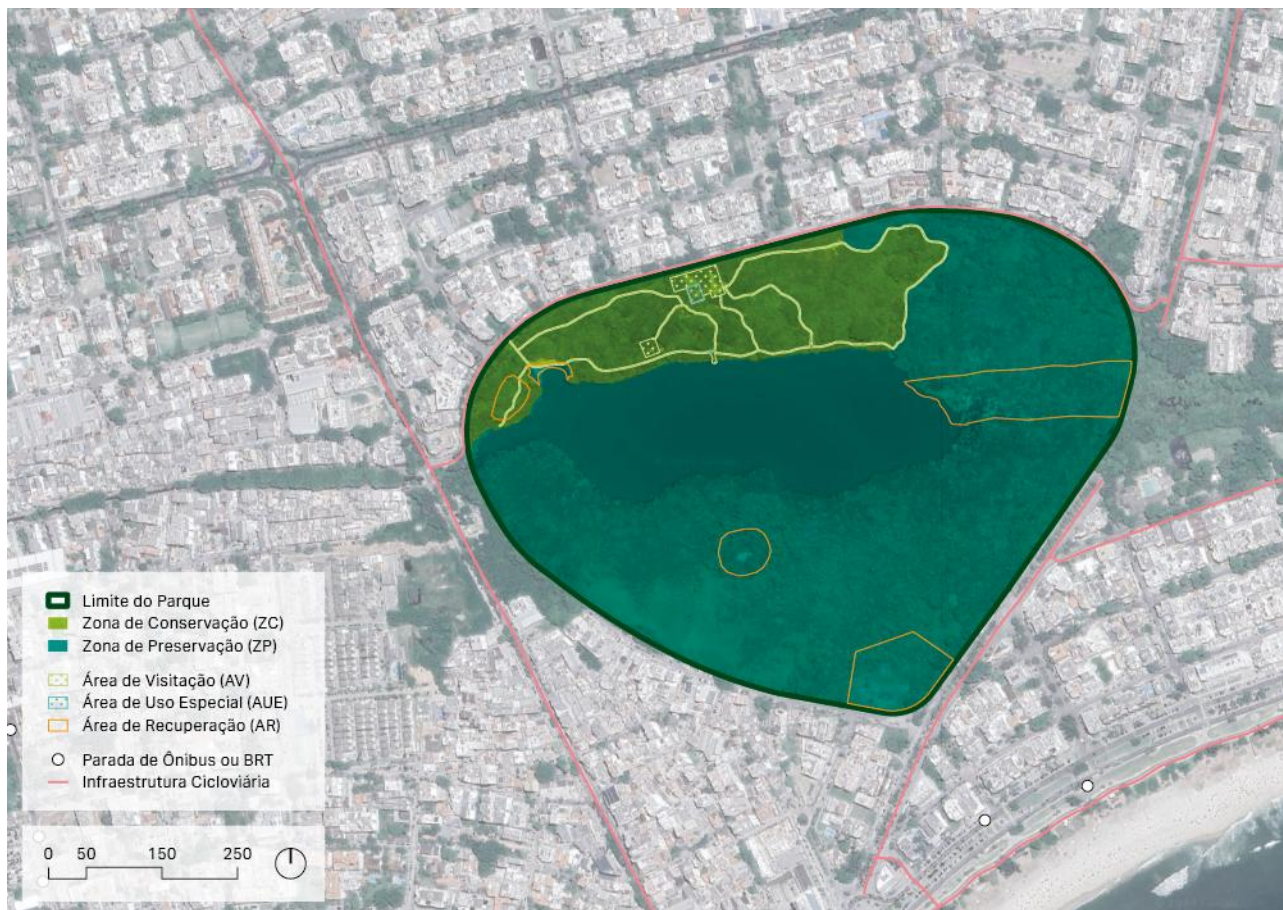 Limite do Parque
Zona de Conservação (ZC)
Zona de Preservação (ZP)
Área de Visitação (AV)
Área de Uso Especial (AUE)
Área de Recuperação (AR)
Parada de Ônibus ou BRT
Infraestrutura Cicloviária
0 50 150 250